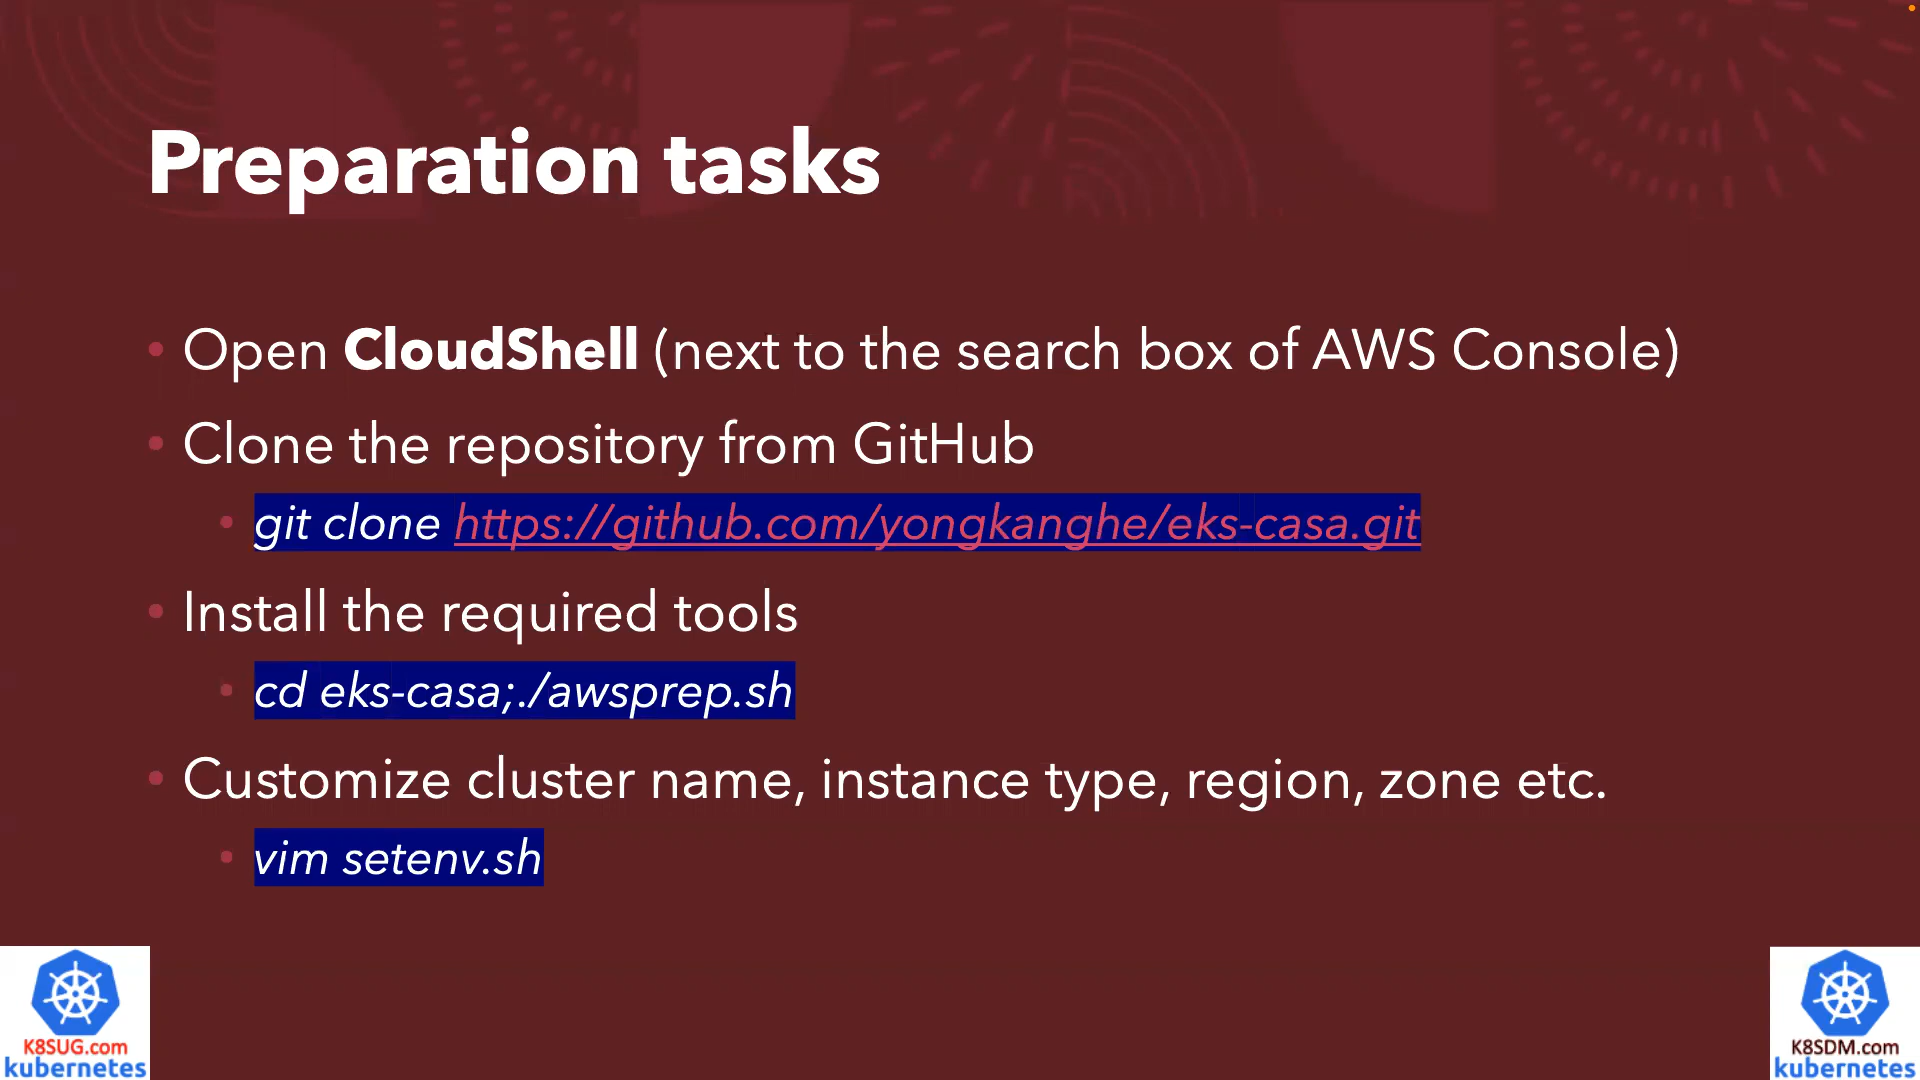 Preparation tasks
• Open CloudShell (next to the search box of AWS Console)
• Clone the repository from GitHub
• git clone https://github.com/yongkanghe/eks-casa.git
• Install the required tools
• cd eks-casa;./awsprep.sh
• Customize cluster name, instance type, region, zone etc.
• vim setenv.sh
K8SUG.com
kubernetes
K8SDM.com
kubernetes